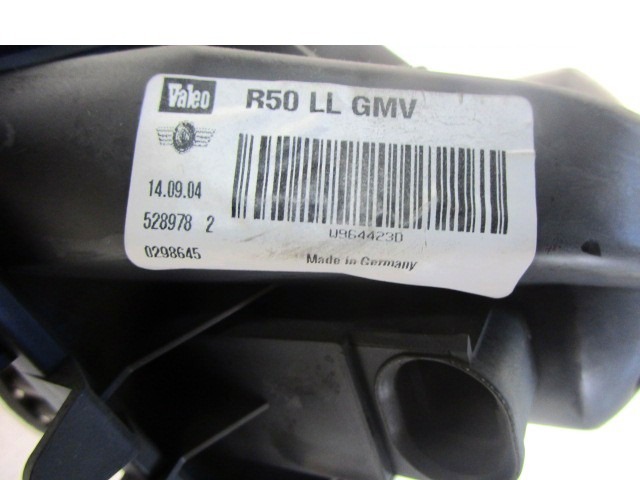 Valeo R50 LL GMV
14.09.04
528978 2
0298645
U964423D
Made in Germany